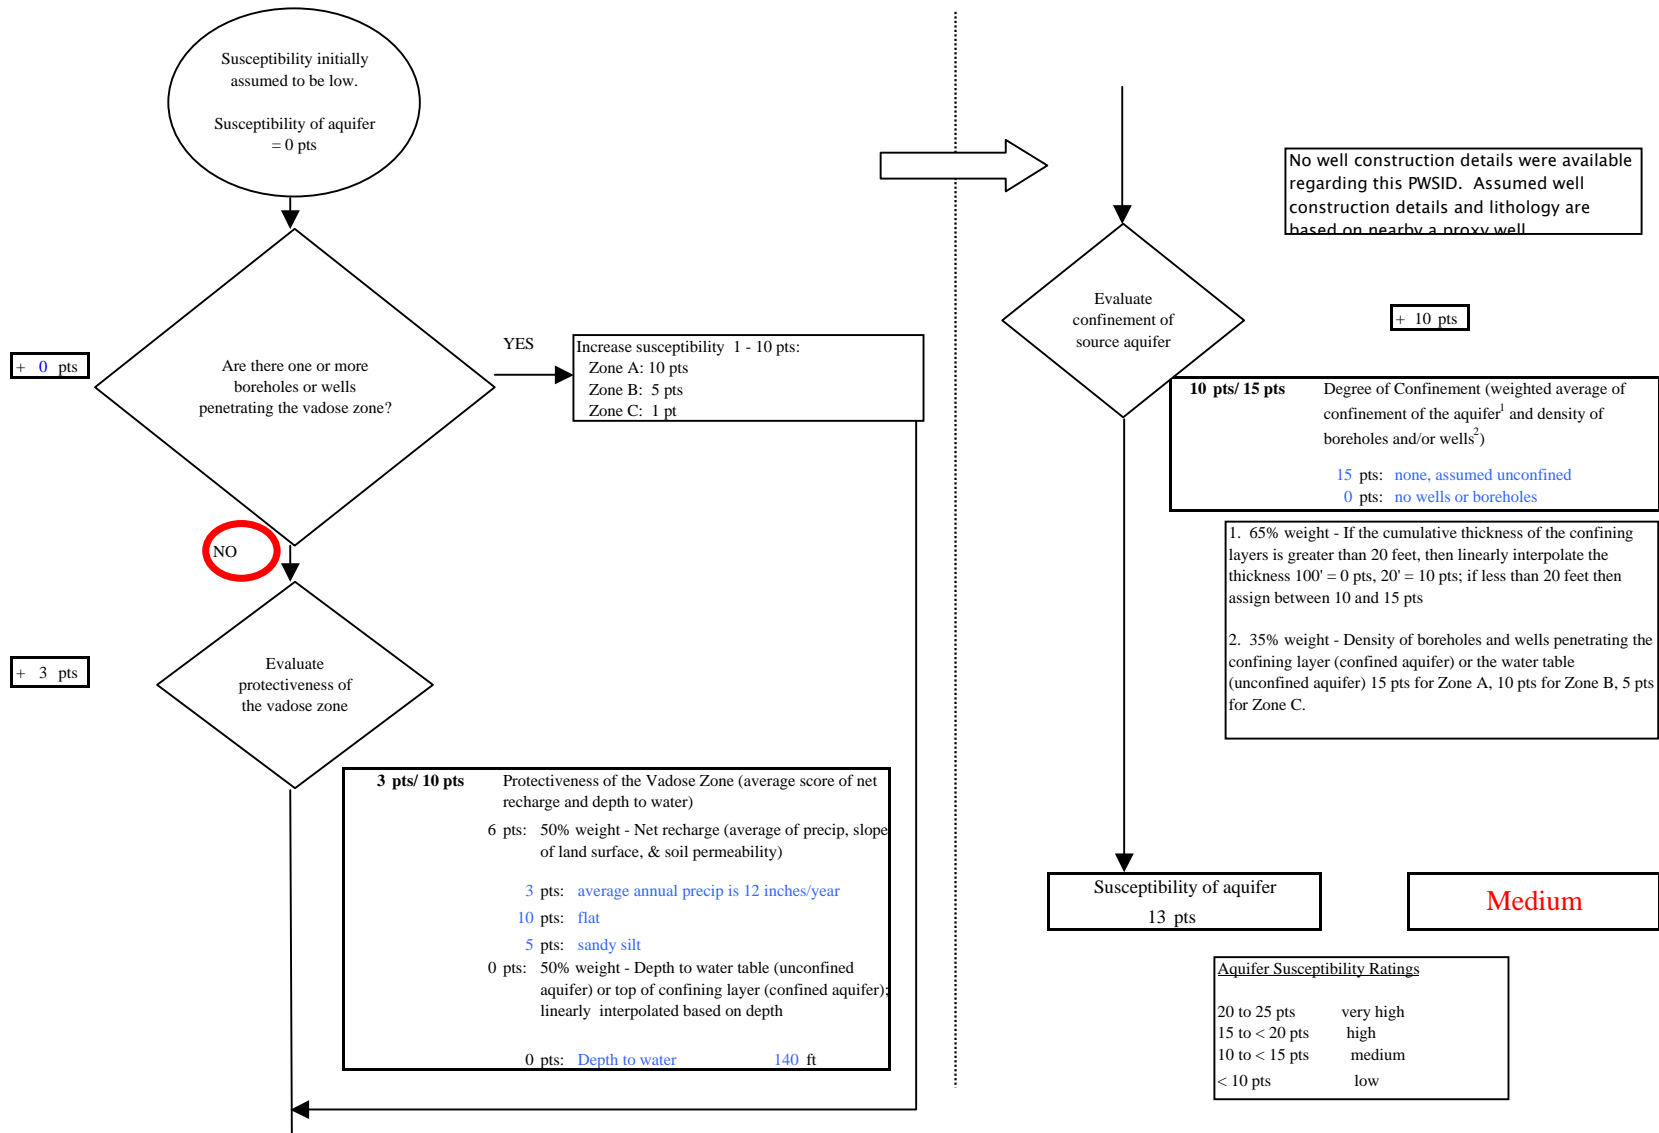 Susceptibility initially
assumed to be low.
Susceptibility of aquifer
= 0 pts
+ 0 pts
Are there one or more
boreholes or wells
penetrating the vadose zone?
YES
Increase susceptibility 1 - 10 pts:
Zone A: 10 pts
Zone B: 5 pts
Zone C: 1 pt
NO
+ 3 pts
Evaluate
protectiveness of
the vadose zone
3 pts/ 10 pts Protectiveness of the Vadose Zone (average score of net
recharge and depth to water)
6 pts: 50% weight - Net recharge (average of precip, slope
of land surface, & soil permeability)
3 pts: average annual precip is 12 inches/year
10 pts: flat
5 pts: sandy silt
0 pts: 50% weight - Depth to water table (unconfined
aquifer) or top of confining layer (confined aquifer);
linearly interpolated based on depth
0 pts: Depth to water 140 ft
No well construction details were available
regarding this PWSID. Assumed well
construction details and lithology are
based on nearby a proxy well
Evaluate
confinement of
source aquifer
+ 10 pts
10 pts/ 15 pts Degree of Confinement (weighted average of
confinement of the aquifer1 and density of
boreholes and/or wells2)
15 pts: none, assumed unconfined
0 pts: no wells or boreholes
1. 65% weight - If the cumulative thickness of the confining
layers is greater than 20 feet, then linearly interpolate the
thickness 100' = 0 pts, 20' = 10 pts; if less than 20 feet then
assign between 10 and 15 pts
2. 35% weight - Density of boreholes and wells penetrating the
confining layer (confined aquifer) or the water table
(unconfined aquifer) 15 pts for Zone A, 10 pts for Zone B, 5 pts
for Zone C.
Susceptibility of aquifer
13 pts
Medium
Aquifer Susceptibility Ratings
20 to 25 pts very high
15 to < 20 pts high
10 to < 15 pts medium
< 10 pts low